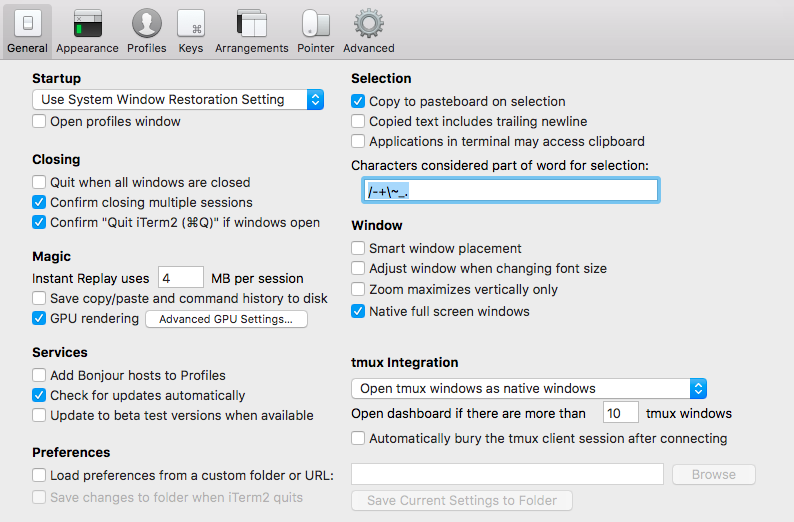 General Appearance Profiles Keys Arrangements Pointer Advanced
Startup
Use System Window Restoration Setting
Open profiles window
Closing
Quit when all windows are closed
Confirm closing multiple sessions
Confirm "Quit iTerm2 (⌘Q)" if windows open
Magic
Instant Replay uses 4 MB per session
Save copy/paste and command history to disk
GPU rendering Advanced GPU Settings...
Services
Add Bonjour hosts to Profiles
Check for updates automatically
Update to beta test versions when available
Selection
Copy to pasteboard on selection
Copied text includes trailing newline
Applications in terminal may access clipboard
Characters considered part of word for selection:
/-+\~_.
Window
Smart window placement
Adjust window when changing font size
Zoom maximizes vertically only
Native full screen windows
tmux Integration
Open tmux windows as native windows
Open dashboard if there are more than 10 tmux windows
Automatically bury the tmux client session after connecting
Preferences
Load preferences from a custom folder or URL: Browse
Save changes to folder when iTerm2 quits Save Current Settings to Folder